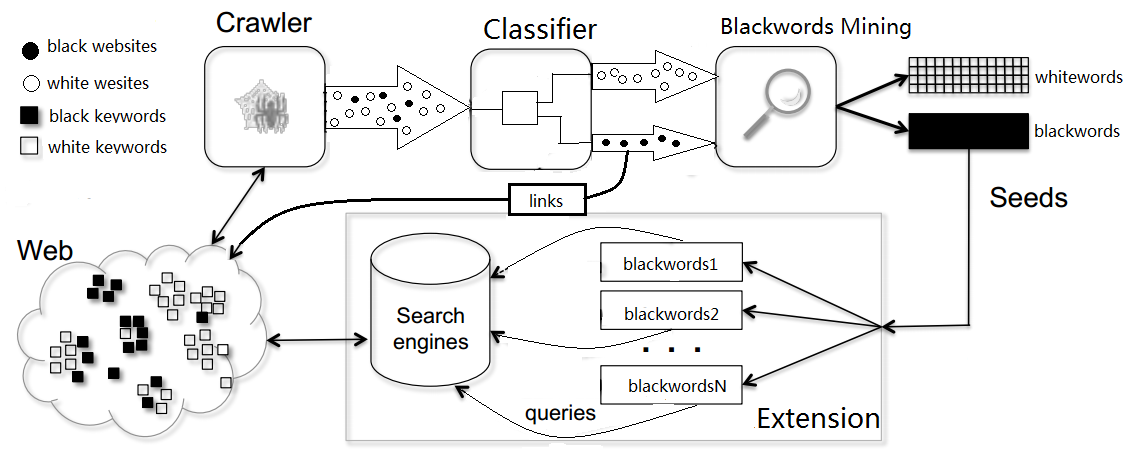 Crawler
Classifier
Blackwords Mining
black websites
white wesites
black keywords
white keywords
whitewords
blackwords
links
Seeds
Web
Search
engines
blackwords1
blackwords2
. . .
blackwordsN
queries
Extension